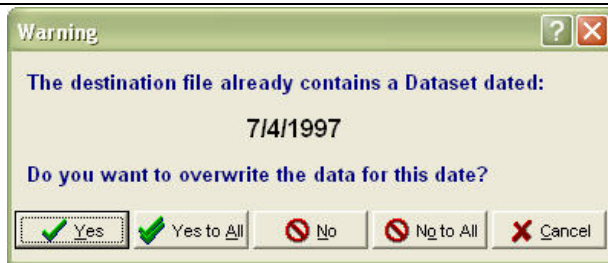 Warning
The destination file already contains a Dataset dated:
7/4/1997
Do you want to overwrite the data for this date?
Yes Yes to All No No to All Cancel